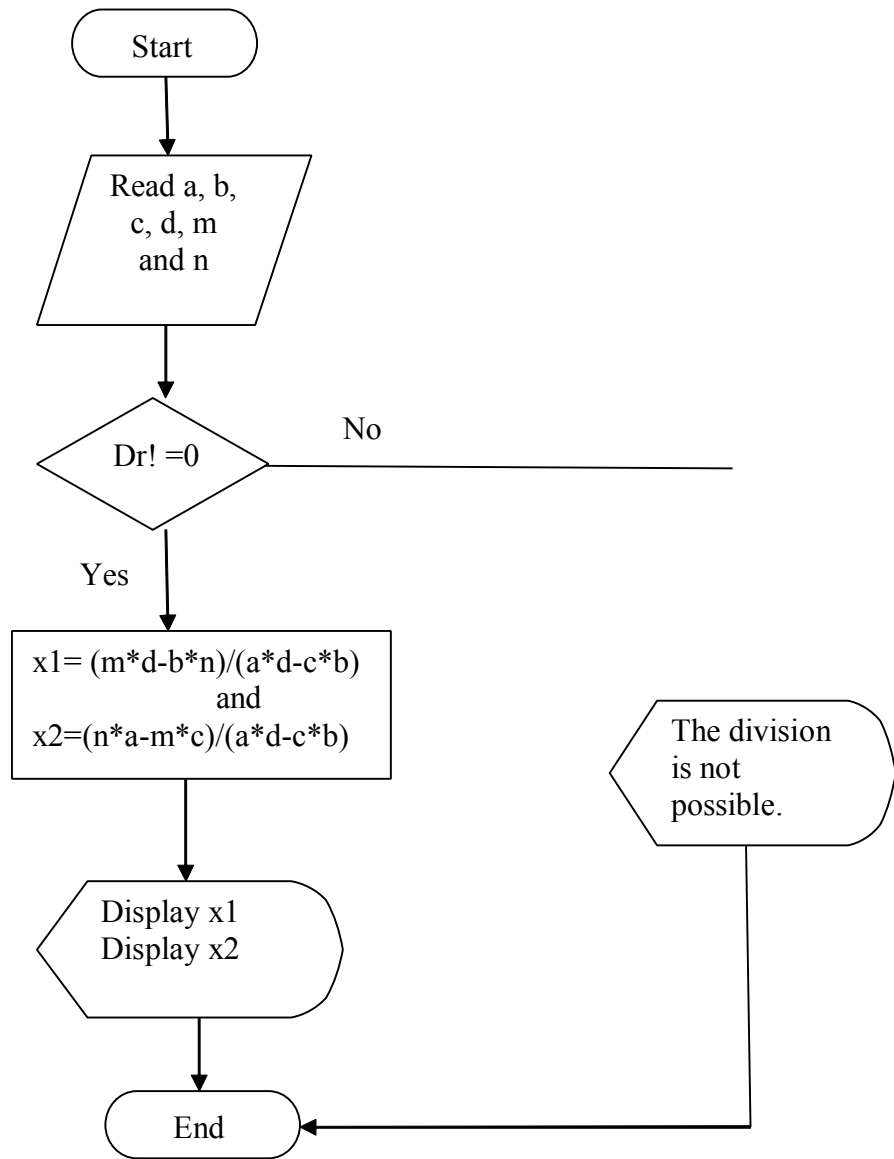 Start
Read a, b,
c, d, m
and n
No
Dr! =0
Yes
x1= (m*d-b*n)/(a*d-c*b)
and
x2=(n*a-m*c)/(a*d-c*b)
The division
is not
possible.
Display x1
Display x2
End